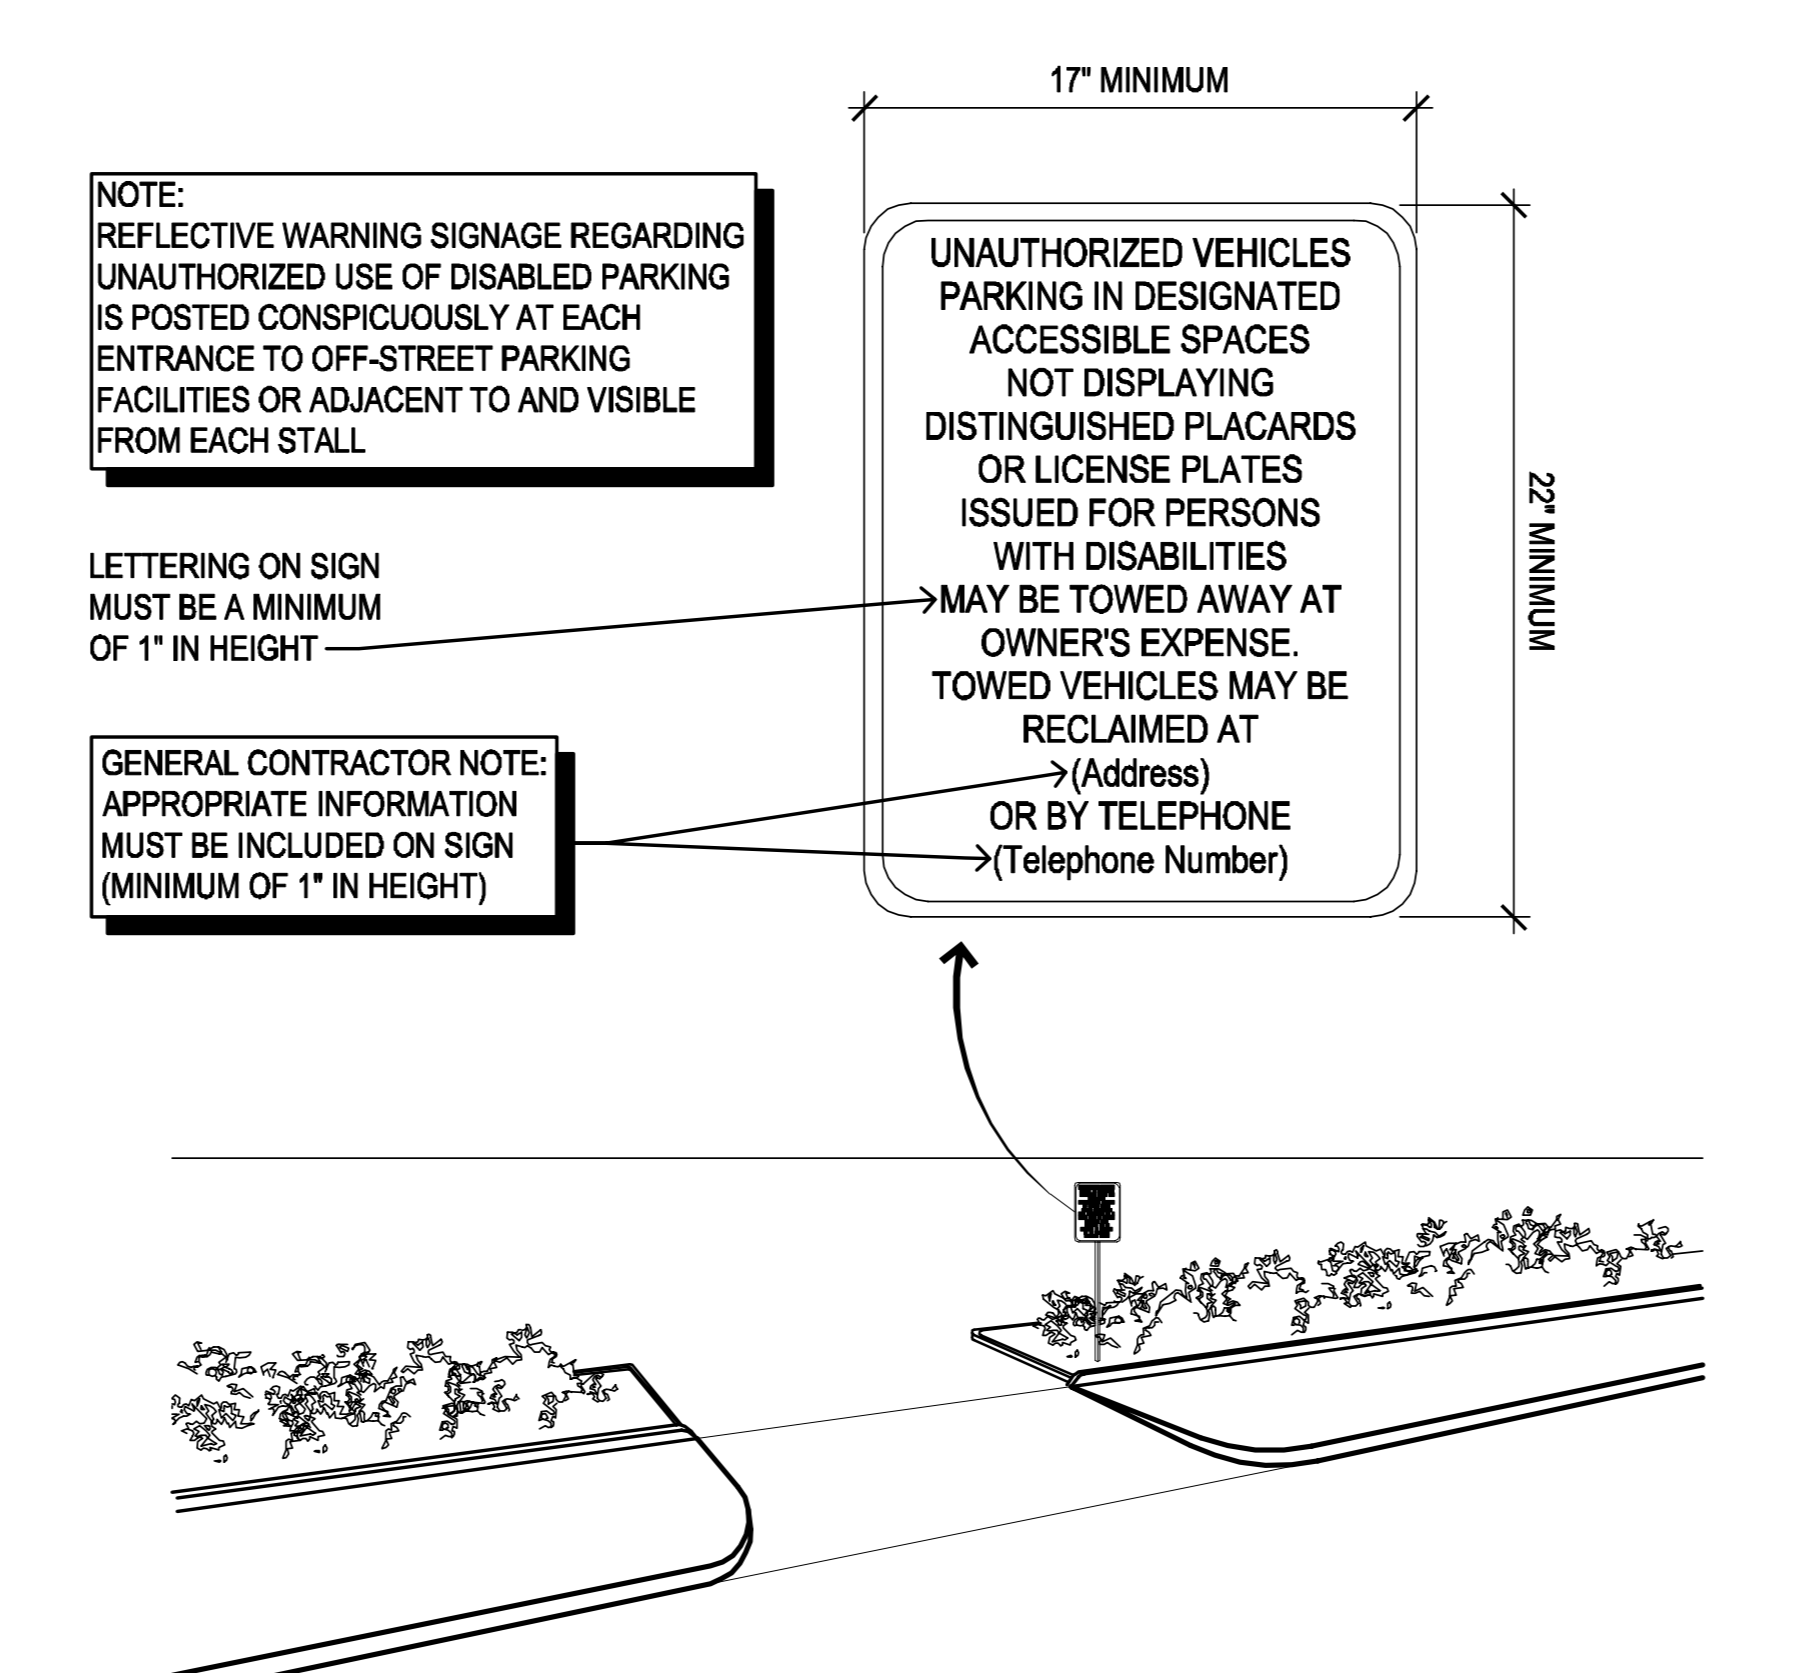 17" MINIMUM
NOTE:
REFLECTIVE WARNING SIGNAGE REGARDING
UNAUTHORIZED USE OF DISABLED PARKING
IS POSTED CONSPICUOUSLY AT EACH
ENTRANCE TO OFF-STREET PARKING
FACILITIES OR ADJACENT TO AND VISIBLE
FROM EACH STALL
LETTERING ON SIGN
MUST BE A MINIMUM
OF 1" IN HEIGHT
GENERAL CONTRACTOR NOTE:
APPROPRIATE INFORMATION
MUST BE INCLUDED ON SIGN
(MINIMUM OF 1" IN HEIGHT)
UNAUTHORIZED VEHICLES
PARKING IN DESIGNATED
ACCESSIBLE SPACES
NOT DISPLAYING
DISTINGUISHED PLACARDS
OR LICENSE PLATES
ISSUED FOR PERSONS
WITH DISABILITIES
MAY BE TOWED AWAY AT
OWNER'S EXPENSE.
TOWED VEHICLES MAY BE
RECLAIMED AT
(Address)
OR BY TELEPHONE
(Telephone Number)
22" MINIMUM